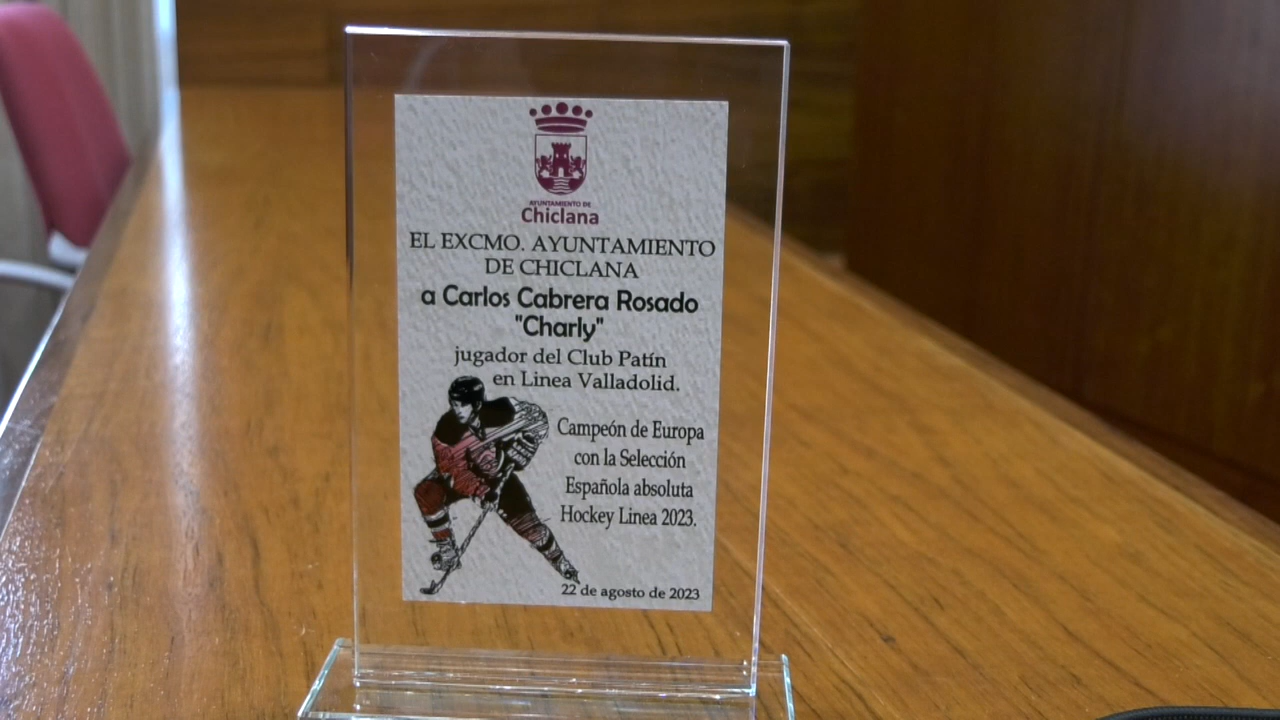 AYUNTAMIENTO DE
Chiclana
EL EXCMO. AYUNTAMIENTO
DE CHICLANA
a Carlos Cabrera Rosado
"Charly"
jugador del Club Patín
en Linea Valladolid.
Campeón de Europa
con la Selección
Española absoluta
Hockey Linea 2023.
22 de agosto de 2023